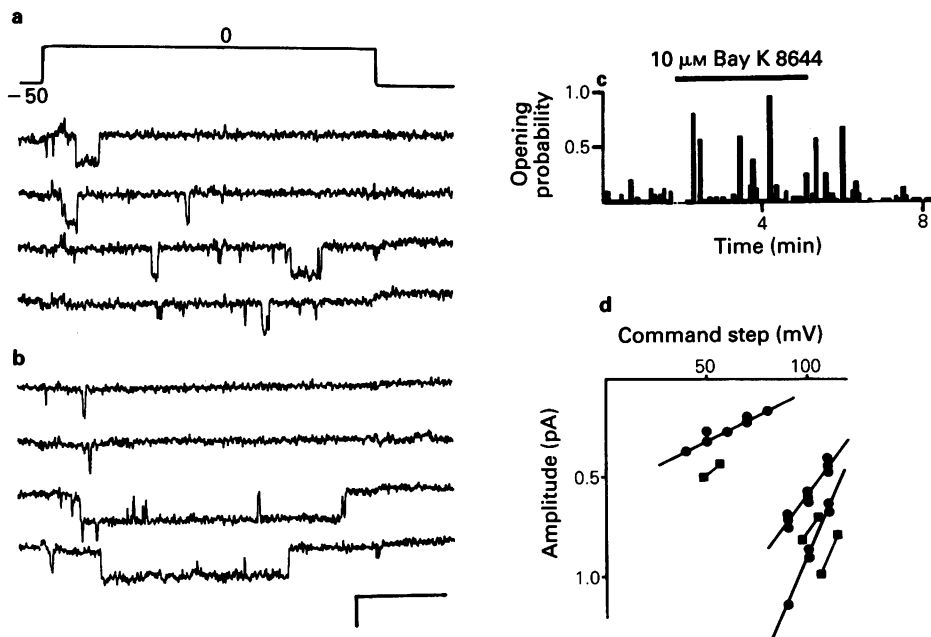 a
0
−50
b
10 μM Bay K 8644
c
1.0
0.5
Opening
probability
4
8
Time (min)
d
Command step (mV)
50
100
0.5
1.0
Amplitude (pA)